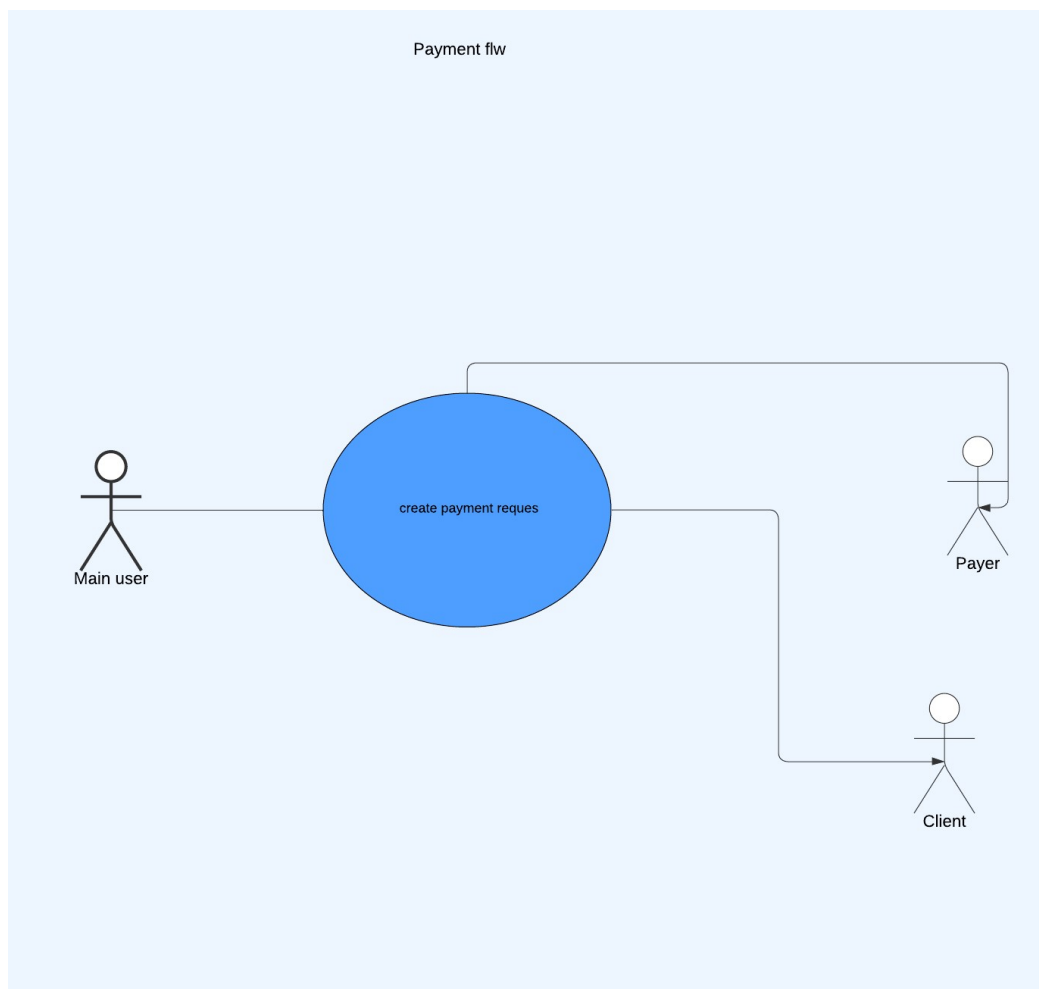 Payment flw
create payment reques
Main user
Payer
Client